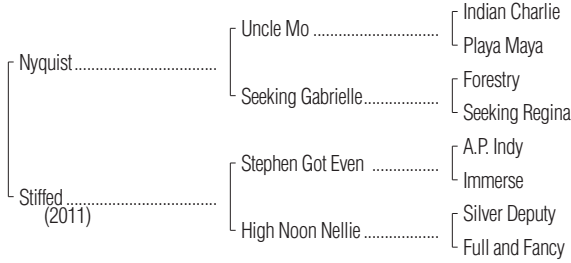 Indian Charlie
Uncle Mo ..................
Playa Maya
Nyquist ..............................
Forestry
Seeking Gabrielle ..................
Seeking Regina
A.P. Indy
Stephen Got Even ................
Immerse
Stiffed ..........................
(2011)
Silver Deputy
High Noon Nellie ..................
Full and Fancy